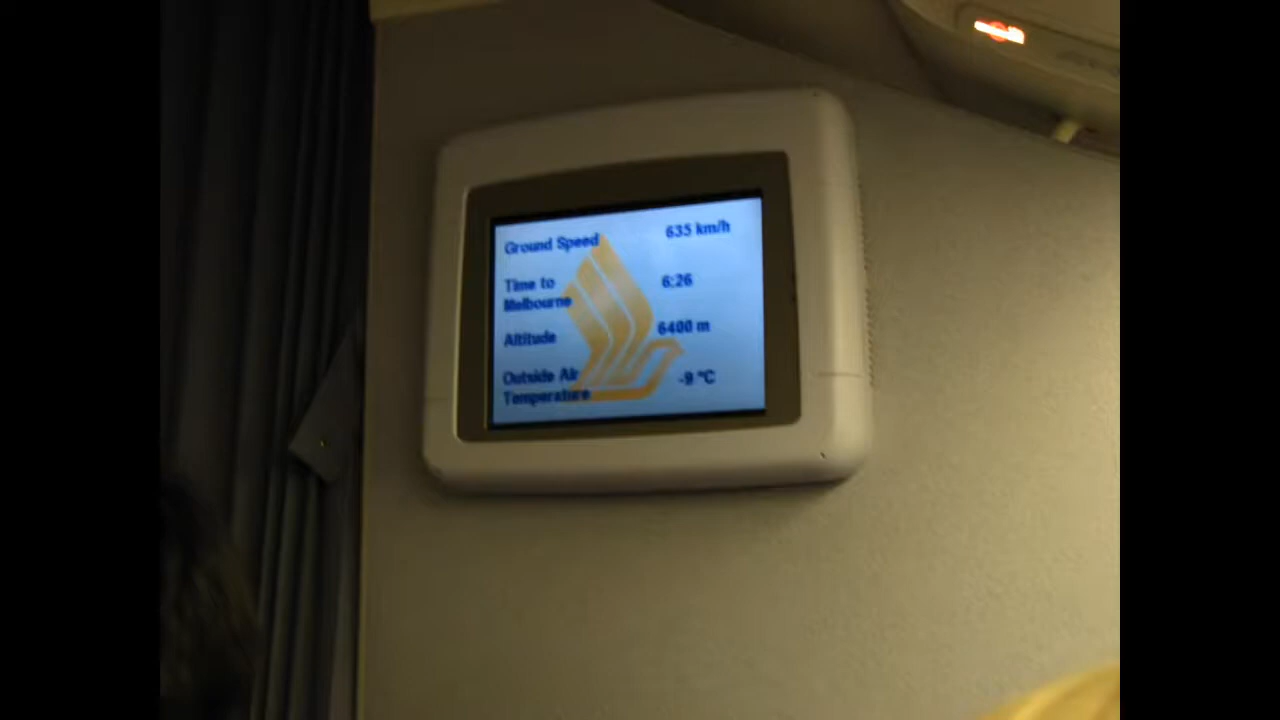 Ground Speed 635 km/h
Time to
Melbourne 6:26
Altitude 6400 m
Outside Air
Temperature -9 °C